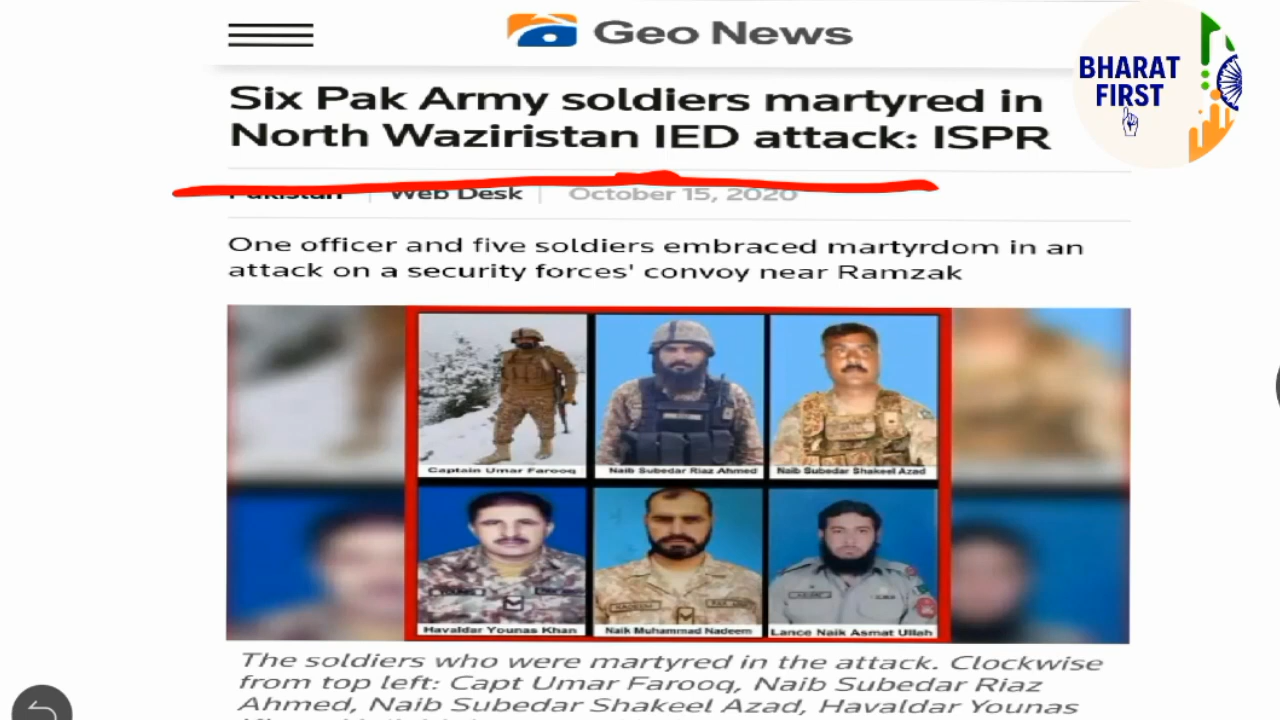 Geo News
BHARAT
FIRST
Six Pak Army soldiers martyred in
North Waziristan IED attack: ISPR
Pakistan Web Desk October 15, 2020
One officer and five soldiers embraced martyrdom in an
attack on a security forces' convoy near Ramzak
Captain Umar Farooq
Naib Subedar Riaz Ahmed
Naib Subedar Shakeel Azad
Havaldar Younas Khan
Naik Muhammad Nadeem
Lance Naik Asmat Ullah
The soldiers who were martyred in the attack. Clockwise
from top left: Capt Umar Farooq, Naib Subedar Riaz
Ahmed, Naib Subedar Shakeel Azad, Havaldar Younas